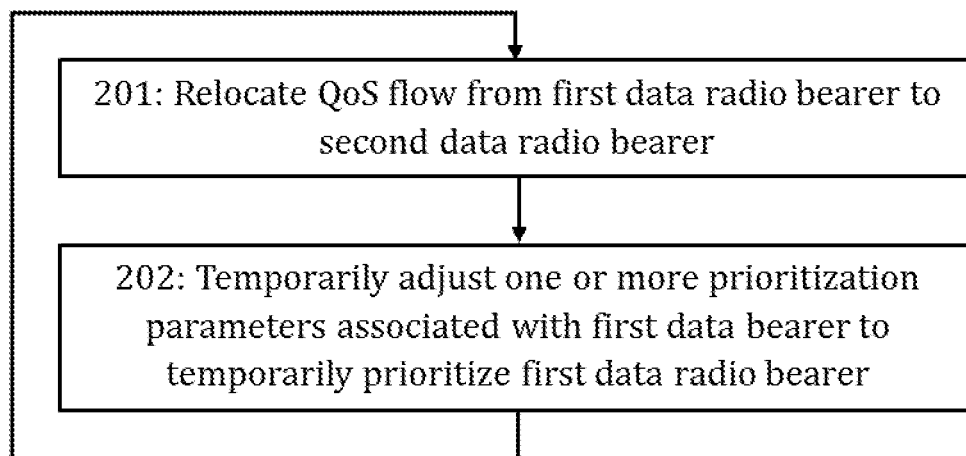 201: Relocate QoS flow from first data radio bearer to
second data radio bearer
202: Temporarily adjust one or more prioritization
parameters associated with first data bearer to
temporarily prioritize first data radio bearer